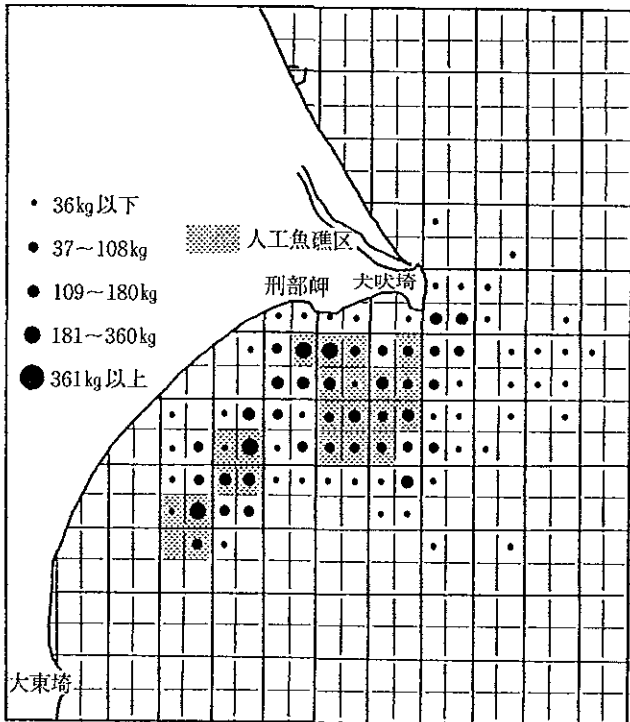 36kg以下
37〜108kg
109〜180kg
181〜360kg
361kg以上
人工魚礁区
刑部岬
犬吠埼
大東埼